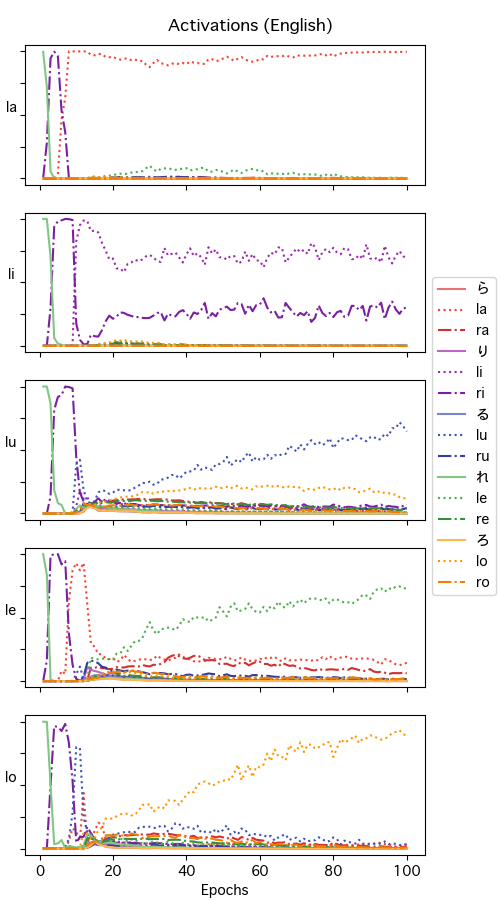 Activations (English)
la
li
lu
le
lo
ら
la
ra
り
li
ri
る
lu
ru
れ
le
re
ろ
lo
ro
0 20 40 60 80 100
Epochs